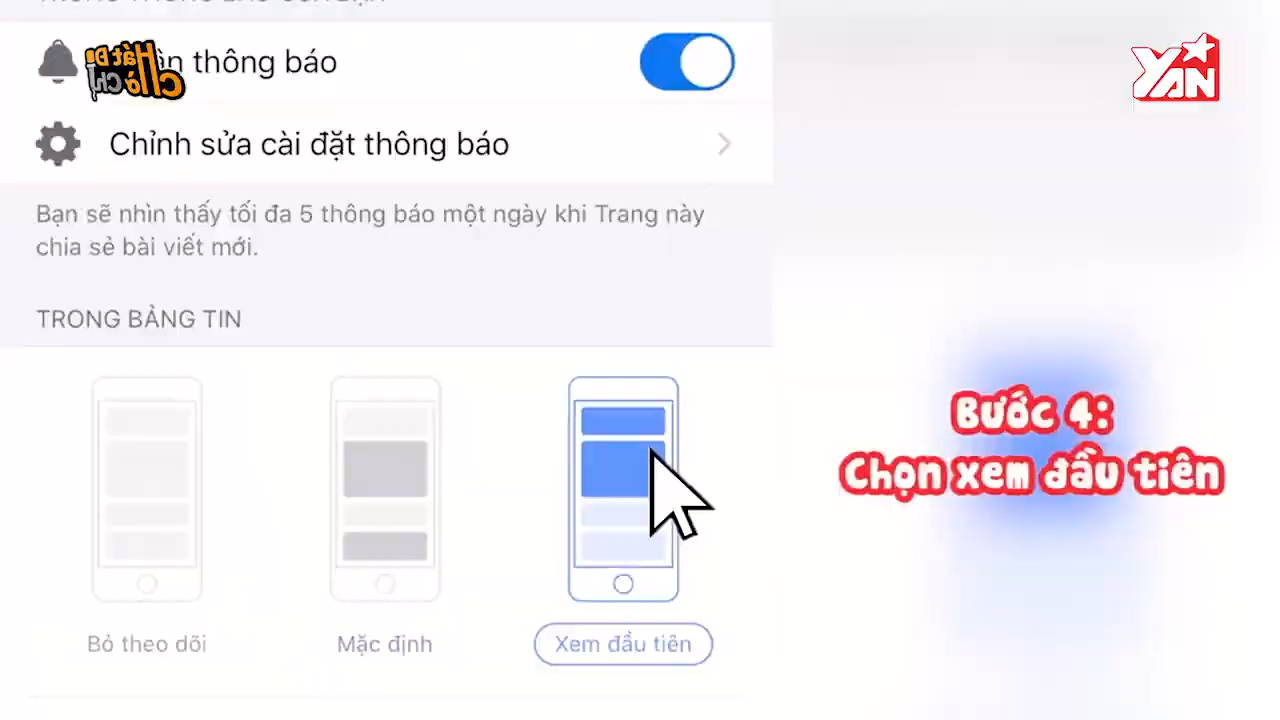 thông báo
Chỉnh sửa cài đặt thông báo
Bạn sẽ nhìn thấy tối đa 5 thông báo một ngày khi Trang này
chia sẻ bài viết mới.
TRONG BẢNG TIN
Bỏ theo dõi
Mặc định
Xem đầu tiên
YAN
Bước 4:
Chọn xem đầu tiên